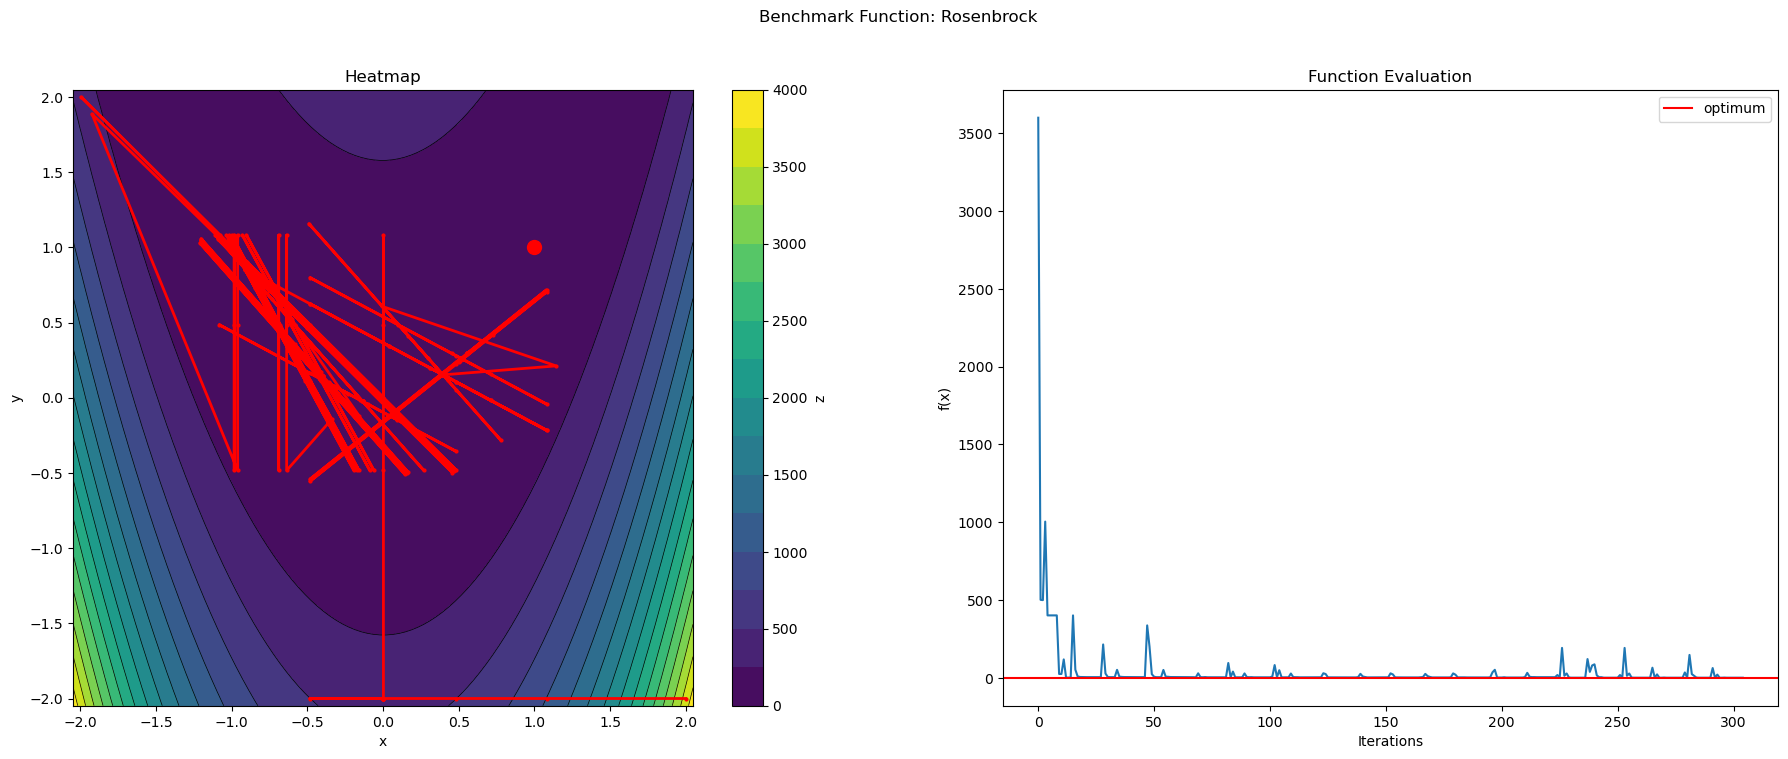 Benchmark Function: Rosenbrock
Heatmap
2.0
1.5
1.0
0.5
0.0
−0.5
−1.0
−1.5
−2.0
y
−2.0 −1.5 −1.0 −0.5 0.0 0.5 1.0 1.5 2.0
x
4000
3500
3000
2500
2000
1500
1000
500
0
z
Function Evaluation
optimum
3500
3000
2500
2000
1500
1000
500
0
f(x)
0 50 100 150 200 250 300
Iterations